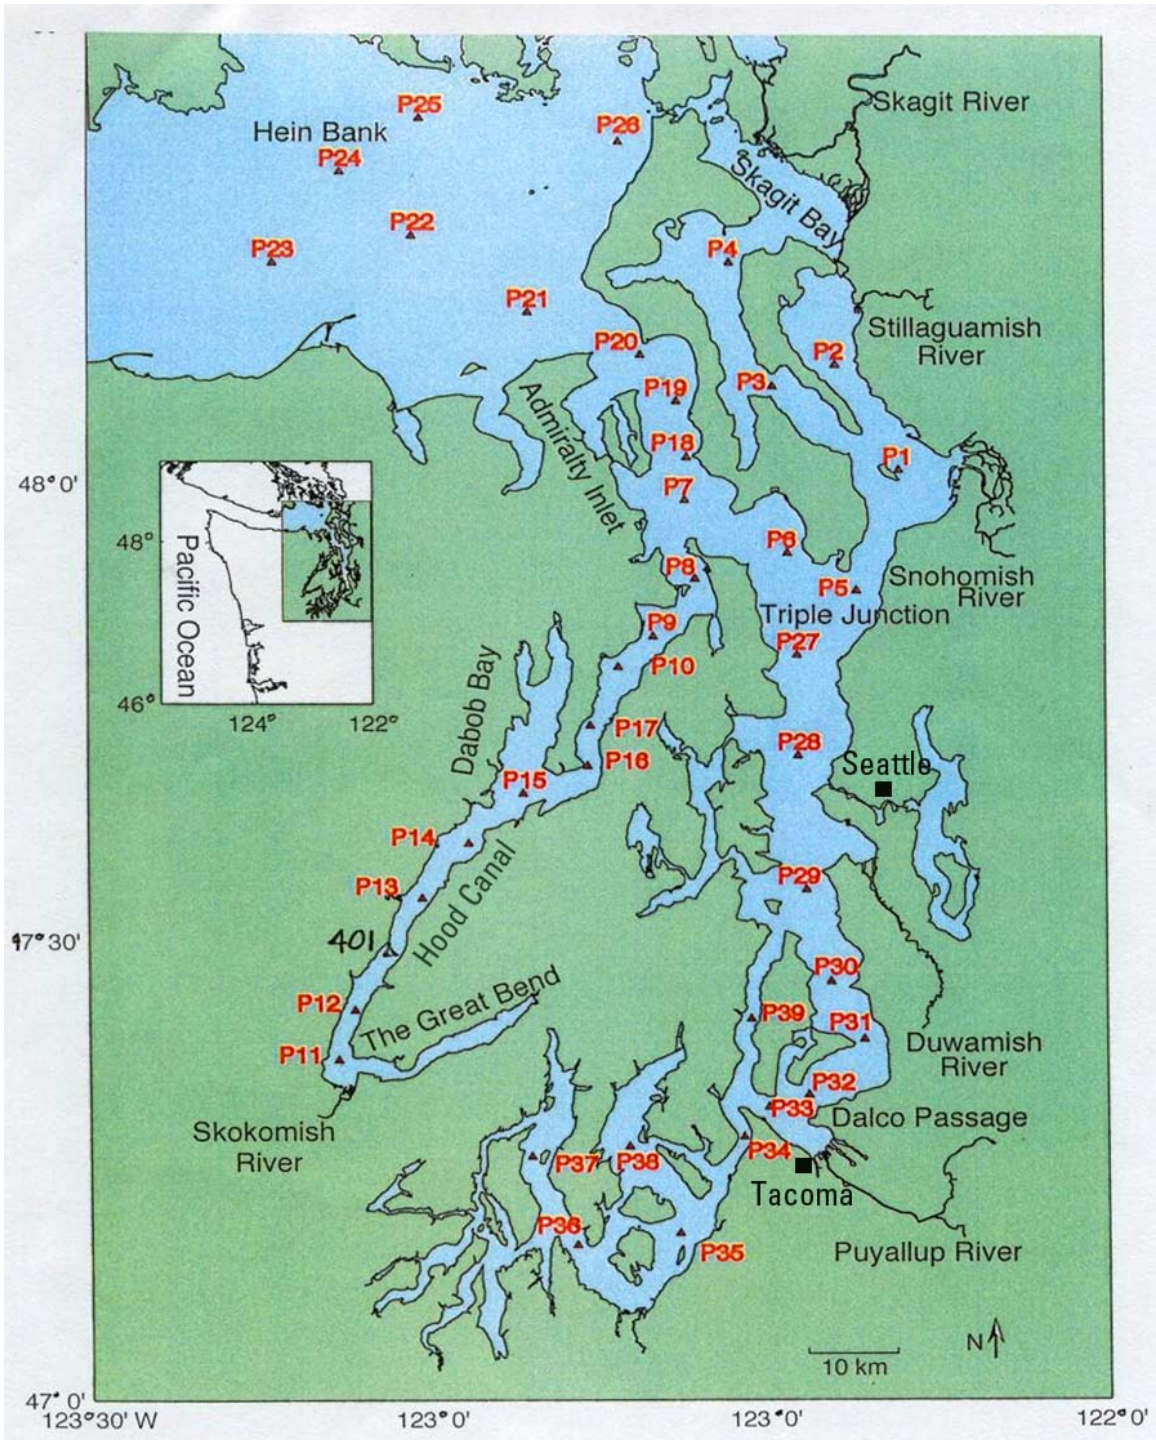 P25
Skagit River
Hein Bank
P26
P24
Skagit Bay
P22
P4
P23
P21
Stillaguamish
River
P20
P2
P3
P19
Admiralty Inlet
P18
P1
48°0'
P7
48°
P6
P8
P5
Snohomish
River
Pacific Ocean
Triple Junction
P9
P27
P10
Dabob Bay
46°
124°
122°
P17
P28
P16
Seattle
P15
P14
P29
P13
Hood Canal
401
47°30'
P30
The Great Bend
P12
P39
P31
Duwamish
River
P11
P32
P33
Dalco Passage
Skokomish
River
P34
P37
P38
Tacoma
P36
P35
Puyallup River
N
10 km
47°0'
123°30' W
123°0'
123°0'
122°0'